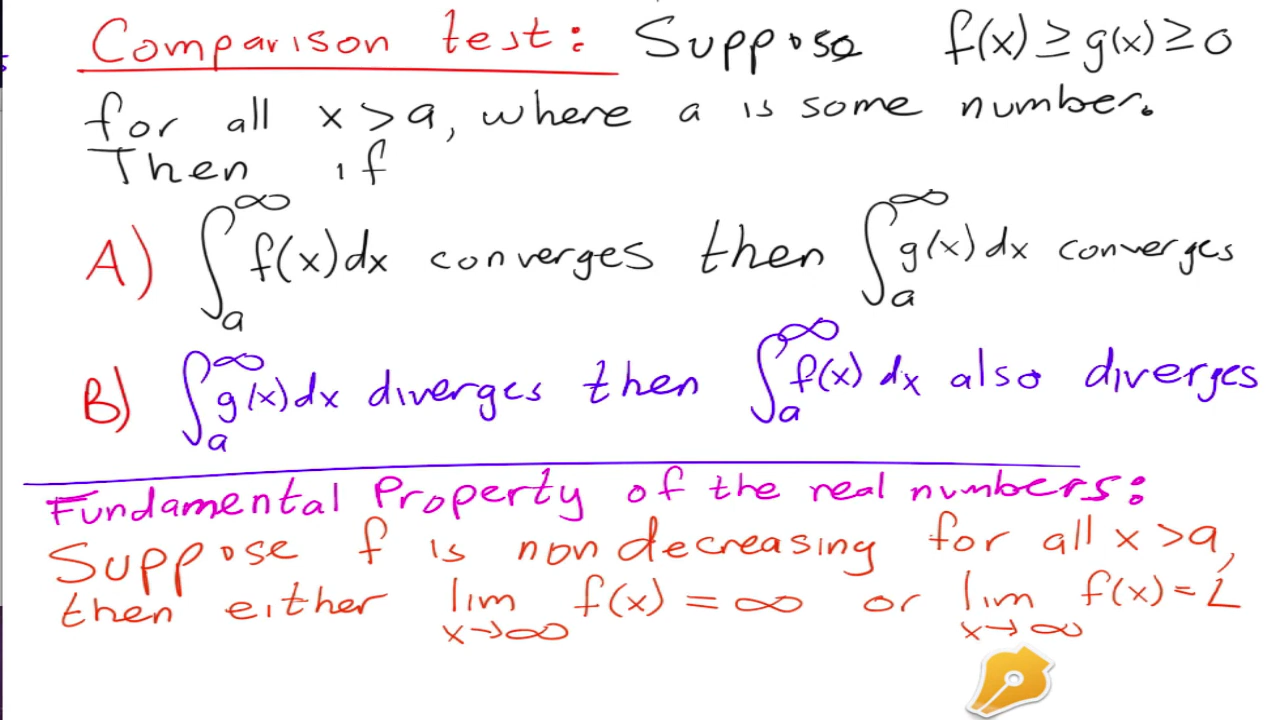 Comparison test: Suppose f(x) ≥ g(x) ≥ 0
for all x > a, where a is some number.
Then if
A) ∫_a^∞ f(x)dx converges then ∫_a^∞ g(x)dx converges
B) ∫_a^∞ g(x)dx diverges then ∫_a^∞ f(x) dx also diverges
Fundamental Property of the real numbers:
Suppose f is nondecreasing for all x > a,
then either lim_{x→∞} f(x) = ∞ or lim_{x→∞} f(x) = L